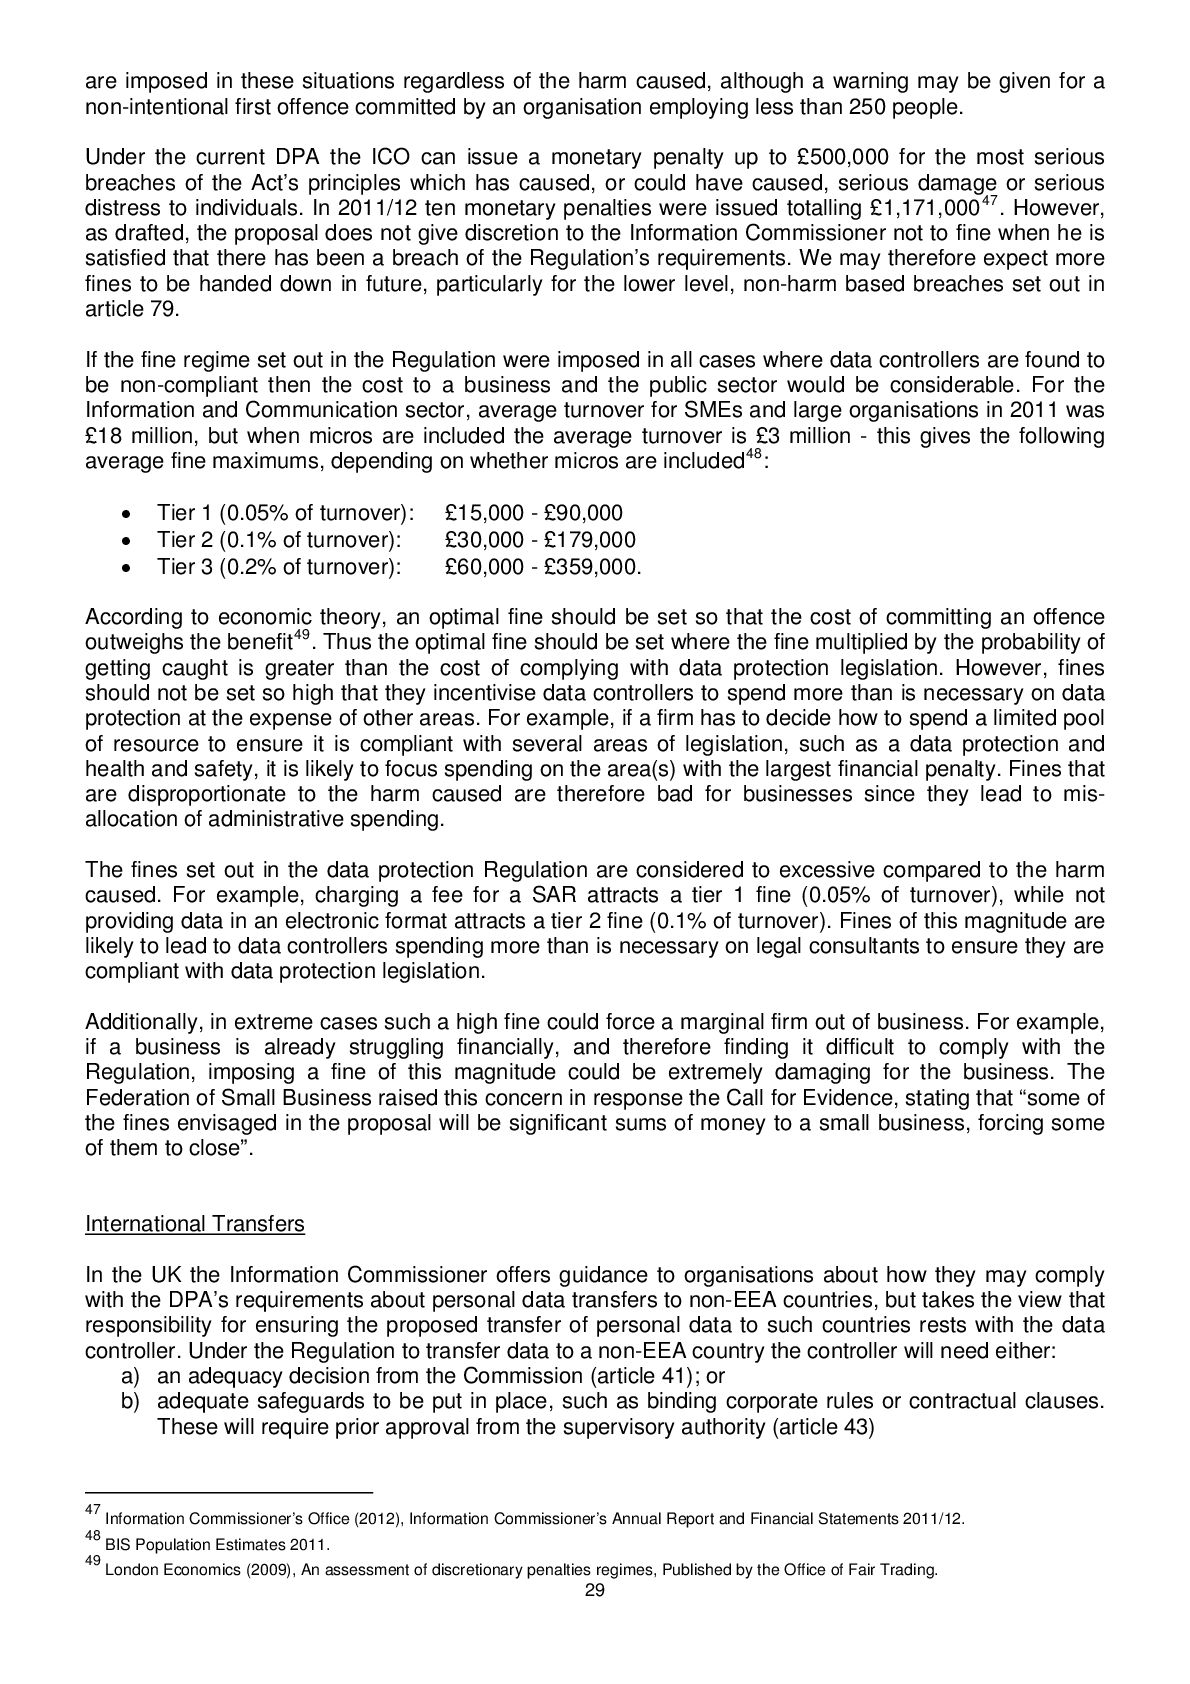 are imposed in these situations regardless of the harm caused, although a warning may be given for a
non-intentional first offence committed by an organisation employing less than 250 people.
Under the current DPA the ICO can issue a monetary penalty up to £500,000 for the most serious
breaches of the Act’s principles which has caused, or could have caused, serious damage or serious
distress to individuals. In 2011/12 ten monetary penalties were issued totalling £1,171,00047. However,
as drafted, the proposal does not give discretion to the Information Commissioner not to fine when he is
satisfied that there has been a breach of the Regulation’s requirements. We may therefore expect more
fines to be handed down in future, particularly for the lower level, non-harm based breaches set out in
article 79.
If the fine regime set out in the Regulation were imposed in all cases where data controllers are found to
be non-compliant then the cost to a business and the public sector would be considerable. For the
Information and Communication sector, average turnover for SMEs and large organisations in 2011 was
£18 million, but when micros are included the average turnover is £3 million - this gives the following
average fine maximums, depending on whether micros are included48:
• Tier 1 (0.05% of turnover): £15,000 - £90,000
• Tier 2 (0.1% of turnover): £30,000 - £179,000
• Tier 3 (0.2% of turnover): £60,000 - £359,000.
According to economic theory, an optimal fine should be set so that the cost of committing an offence
outweighs the benefit49. Thus the optimal fine should be set where the fine multiplied by the probability of
getting caught is greater than the cost of complying with data protection legislation. However, fines
should not be set so high that they incentivise data controllers to spend more than is necessary on data
protection at the expense of other areas. For example, if a firm has to decide how to spend a limited pool
of resource to ensure it is compliant with several areas of legislation, such as a data protection and
health and safety, it is likely to focus spending on the area(s) with the largest financial penalty. Fines that
are disproportionate to the harm caused are therefore bad for businesses since they lead to mis-
allocation of administrative spending.
The fines set out in the data protection Regulation are considered to excessive compared to the harm
caused. For example, charging a fee for a SAR attracts a tier 1 fine (0.05% of turnover), while not
providing data in an electronic format attracts a tier 2 fine (0.1% of turnover). Fines of this magnitude are
likely to lead to data controllers spending more than is necessary on legal consultants to ensure they are
compliant with data protection legislation.
Additionally, in extreme cases such a high fine could force a marginal firm out of business. For example,
if a business is already struggling financially, and therefore finding it difficult to comply with the
Regulation, imposing a fine of this magnitude could be extremely damaging for the business. The
Federation of Small Business raised this concern in response the Call for Evidence, stating that “some of
the fines envisaged in the proposal will be significant sums of money to a small business, forcing some
of them to close”.
International Transfers
In the UK the Information Commissioner offers guidance to organisations about how they may comply
with the DPA’s requirements about personal data transfers to non-EEA countries, but takes the view that
responsibility for ensuring the proposed transfer of personal data to such countries rests with the data
controller. Under the Regulation to transfer data to a non-EEA country the controller will need either:
a) an adequacy decision from the Commission (article 41); or
b) adequate safeguards to be put in place, such as binding corporate rules or contractual clauses.
These will require prior approval from the supervisory authority (article 43)
47 Information Commissioner’s Office (2012), Information Commissioner’s Annual Report and Financial Statements 2011/12.
48 BIS Population Estimates 2011.
49 London Economics (2009), An assessment of discretionary penalties regimes, Published by the Office of Fair Trading.
29